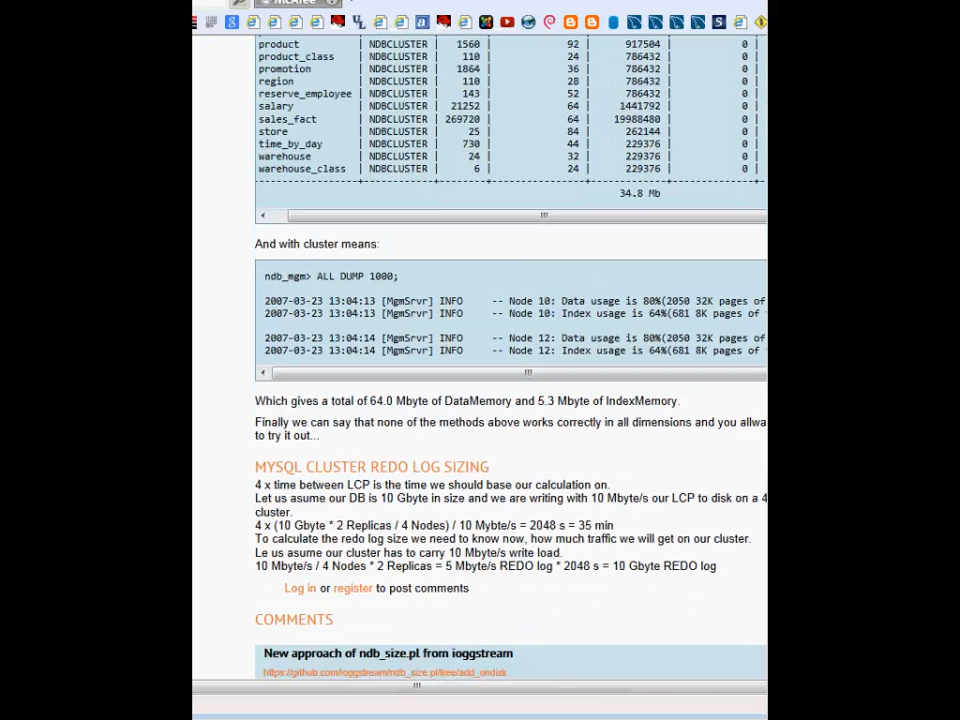 McAfee
product | NDBCLUSTER | 1560 | 92 | 917504 | 0 |
product_class | NDBCLUSTER | 110 | 24 | 786432 | 0 |
promotion | NDBCLUSTER | 1864 | 36 | 786432 | 0 |
region | NDBCLUSTER | 110 | 28 | 786432 | 0 |
reserve_employee | NDBCLUSTER | 143 | 52 | 786432 | 0 |
salary | NDBCLUSTER | 21252 | 64 | 1441792 | 0 |
sales_fact | NDBCLUSTER | 269720 | 64 | 19988480 | 0 |
store | NDBCLUSTER | 25 | 84 | 262144 | 0 |
time_by_day | NDBCLUSTER | 730 | 44 | 229376 | 0 |
warehouse | NDBCLUSTER | 24 | 32 | 229376 | 0 |
warehouse_class | NDBCLUSTER | 6 | 24 | 229376 | 0 |
34.8 Mb
And with cluster means:
ndb_mgm> ALL DUMP 1000;
2007-03-23 13:04:13 [MgmSrvr] INFO -- Node 10: Data usage is 80%(2050 32K pages of
2007-03-23 13:04:13 [MgmSrvr] INFO -- Node 10: Index usage is 64%(681 8K pages of
2007-03-23 13:04:14 [MgmSrvr] INFO -- Node 12: Data usage is 80%(2050 32K pages of
2007-03-23 13:04:14 [MgmSrvr] INFO -- Node 12: Index usage is 64%(681 8K pages of
Which gives a total of 64.0 Mbyte of DataMemory and 5.3 Mbyte of IndexMemory.
Finally we can say that none of the methods above works correctly in all dimensions and you allwa
to try it out...
MYSQL CLUSTER REDO LOG SIZING
4 x time between LCP is the time we should base our calculation on.
Let us asume our DB is 10 Gbyte in size and we are writing with 10 Mbyte/s our LCP to disk on a 4
cluster.
4 x (10 Gbyte * 2 Replicas / 4 Nodes) / 10 Mybte/s = 2048 s = 35 min
To calculate the redo log size we need to know now, how much traffic we will get on our cluster.
Le us asume our cluster has to carry 10 Mbyte/s write load.
10 Mbyte/s / 4 Nodes * 2 Replicas = 5 Mbyte/s REDO log * 2048 s = 10 Gbyte REDO log
Log in or register to post comments
COMMENTS
New approach of ndb_size.pl from ioggstream
https://github.com/ioggstream/ndb_size.pl/tree/add_ondisk